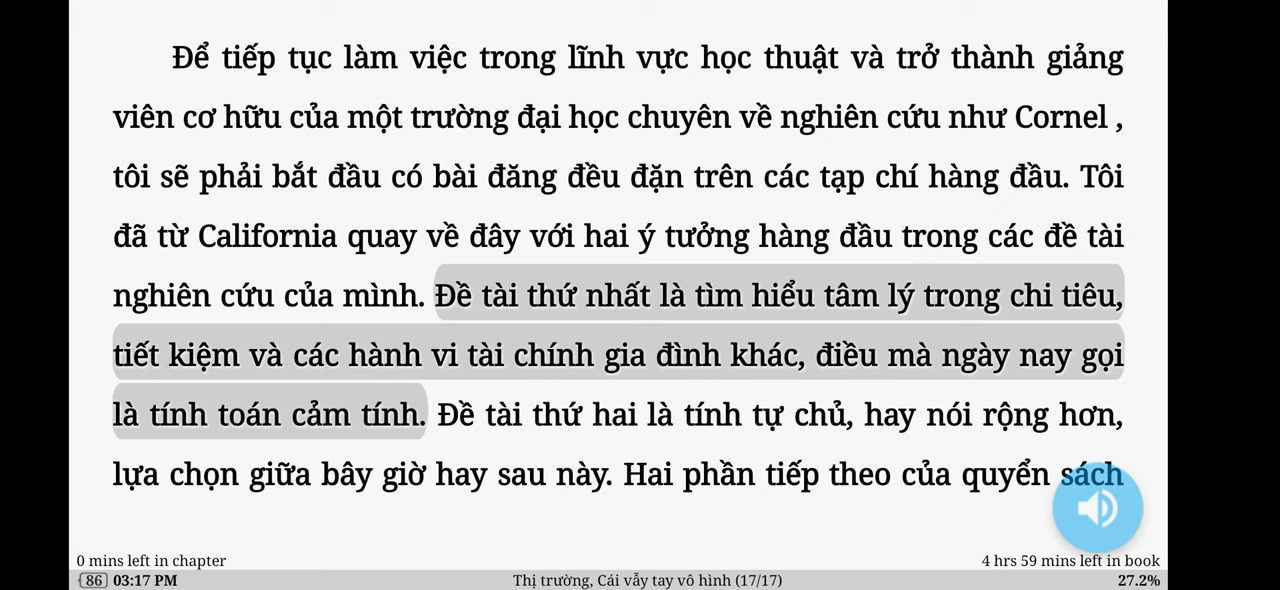 Để tiếp tục làm việc trong lĩnh vực học thuật và trở thành giảng
viên cơ hữu của một trường đại học chuyên về nghiên cứu như Cornel ,
tôi sẽ phải bắt đầu có bài đăng đều đặn trên các tạp chí hàng đầu. Tôi
đã từ California quay về đây với hai ý tưởng hàng đầu trong các đề tài
nghiên cứu của mình. Đề tài thứ nhất là tìm hiểu tâm lý trong chi tiêu,
tiết kiệm và các hành vi tài chính gia đình khác, điều mà ngày nay gọi
là tính toán cảm tính. Đề tài thứ hai là tính tự chủ, hay nói rộng hơn,
lựa chọn giữa bây giờ hay sau này. Hai phần tiếp theo của quyển sách
0 mins left in chapter
4 hrs 59 mins left in book
86 03:17 PM
Thị trường, Cái vẫy tay vô hình (17/17)
27.2%